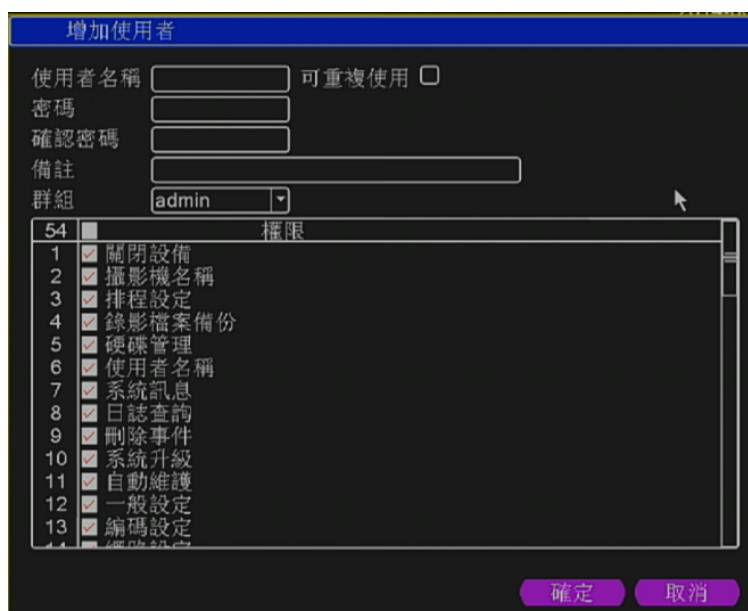 增加使用者
使用者名稱 可重複使用
密碼
確認密碼
備註
群組 admin
54 權限
1 關閉設備
2 攝影機名稱
3 排程設定
4 錄影檔案備份
5 硬碟管理
6 使用者名稱
7 系統訊息
8 日誌查詢
9 刪除事件
10 系統升級
11 自動維護
12 一般設定
13 編碼設定
確定 取消